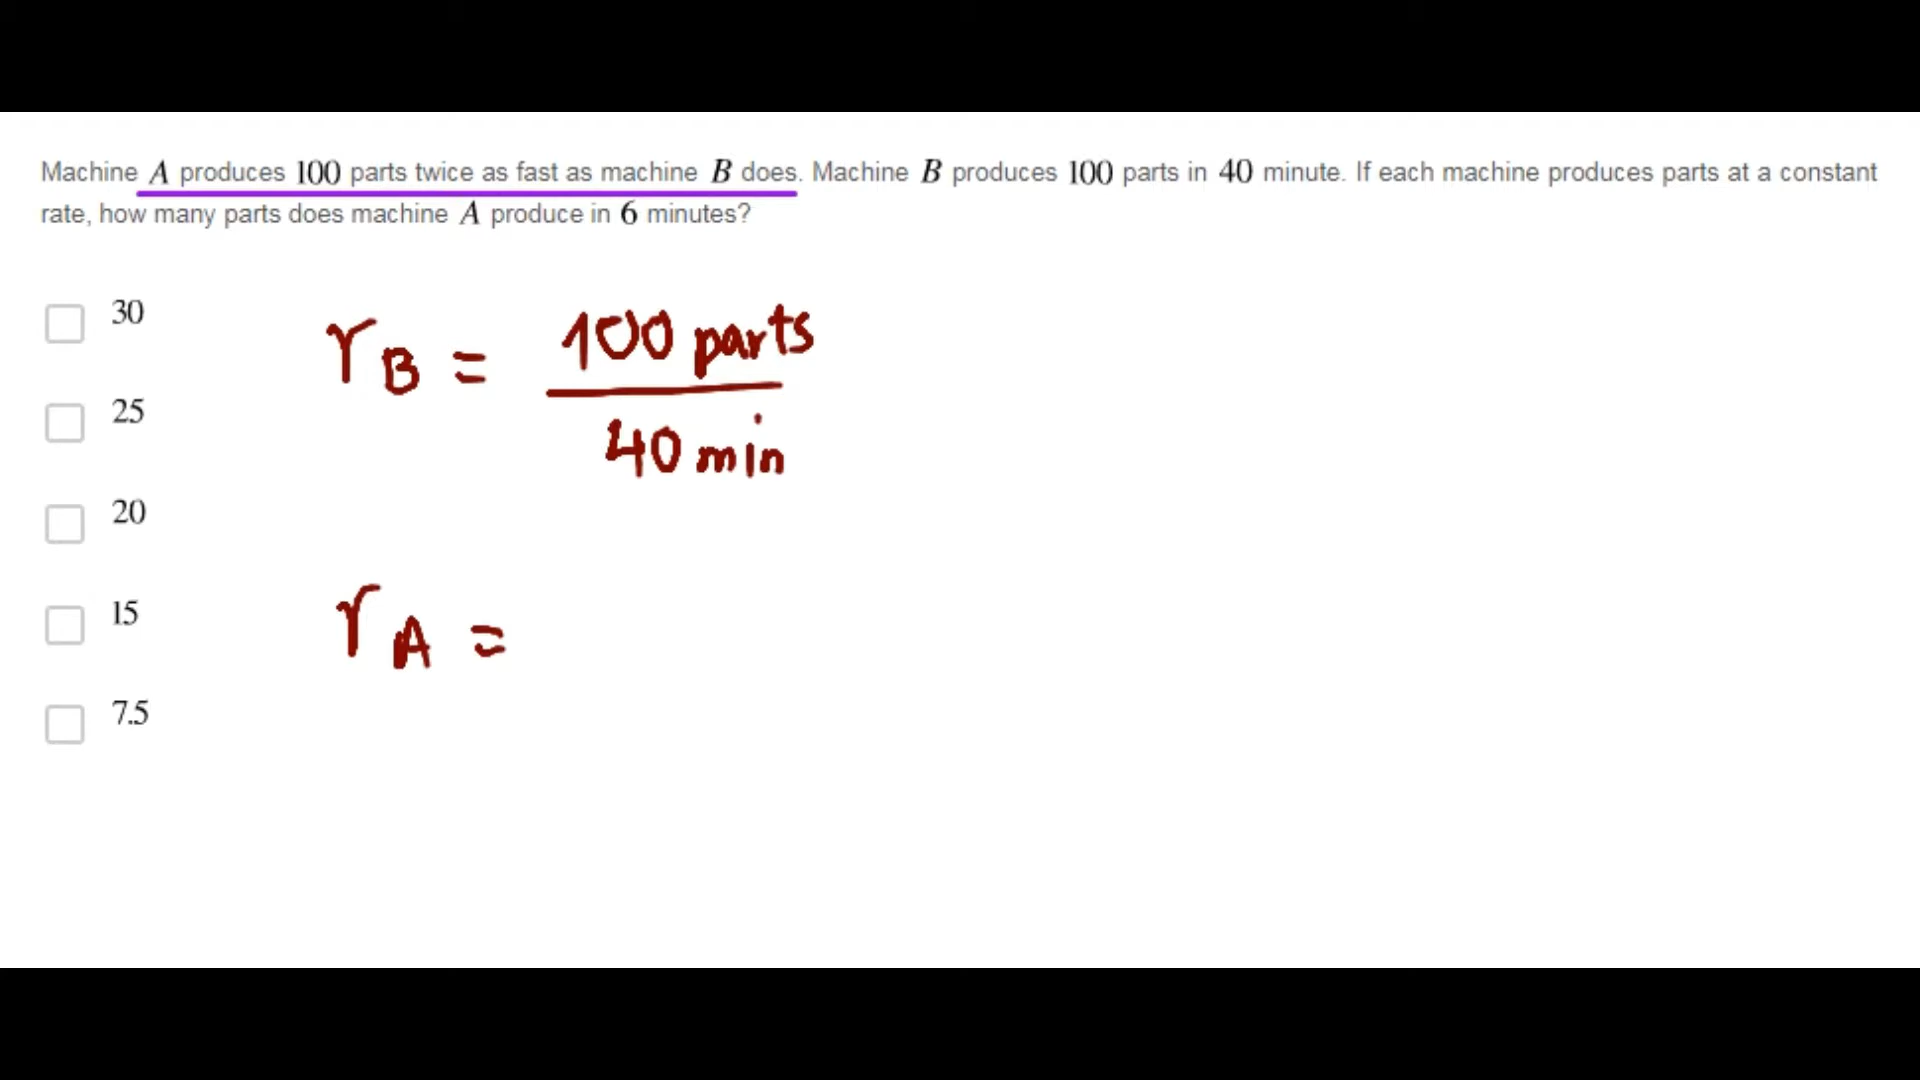 Machine A produces 100 parts twice as fast as machine B does. Machine B produces 100 parts in 40 minute. If each machine produces parts at a constant
rate, how many parts does machine A produce in 6 minutes?
30
25
20
15
7.5
r_B = 100 parts / 40 min
r_A =